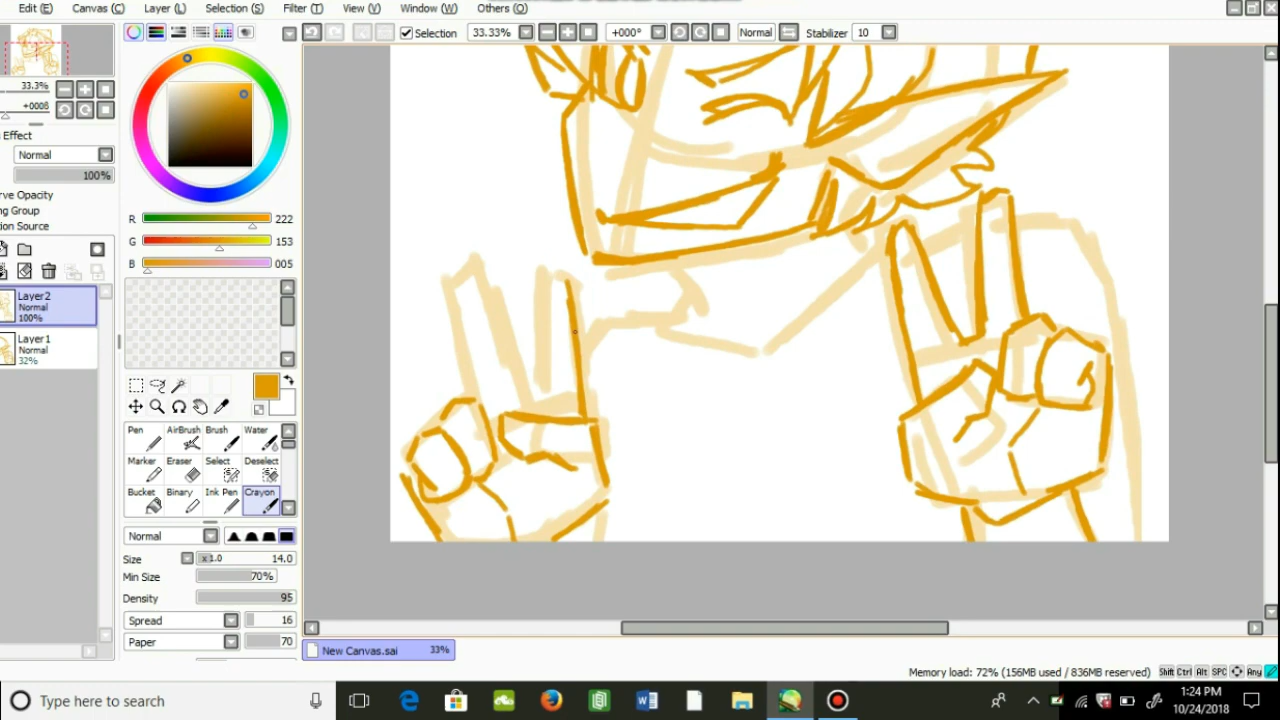 Edit (E) Canvas (C) Layer (L) Selection (S) Filter (T) View (V) Window (W) Others (O)
Selection 33.33% +000° Normal Stabilizer 10
33.3%
+000ß
Effect
Normal
100%
rve Opacity
ng Group
ion Source
Layer2
Normal
100%
Layer1
Normal
32%
R 222
G 153
B 005
Pen AirBrush Brush Water
Marker Eraser Select Deselect
Bucket Binary Ink Pen Crayon
Normal
Size x1.0 14.0
Min Size 70%
Density 95
Spread 16
Paper 70
New Canvas.sai 33%
Memory load: 72% (156MB used / 836MB reserved) Shift Ctrl Alt SPC Any
Type here to search
1:24 PM
10/24/2018